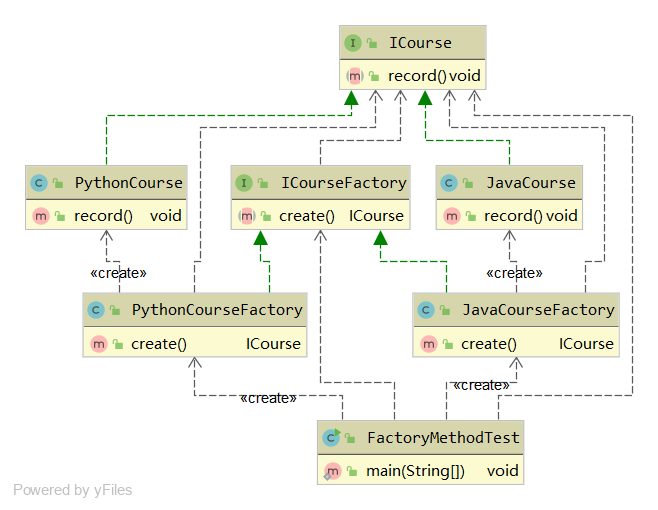 I ICourse
m record() void
C PythonCourse
m record() void
I ICourseFactory
m create() ICourse
C JavaCourse
m record() void
«create»
«create»
C PythonCourseFactory
m create() ICourse
C JavaCourseFactory
m create() ICourse
«create»
«create»
C FactoryMethodTest
m main(String[]) void
Powered by yFiles